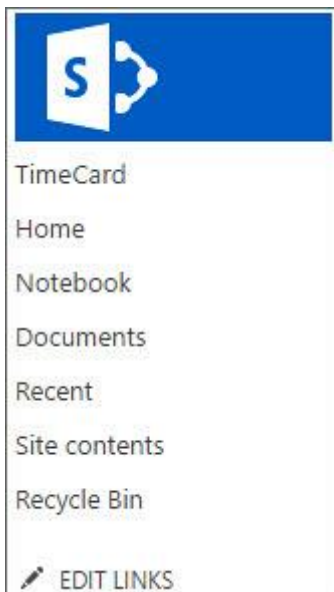 S
TimeCard
Home
Notebook
Documents
Recent
Site contents
Recycle Bin
EDIT LINKS